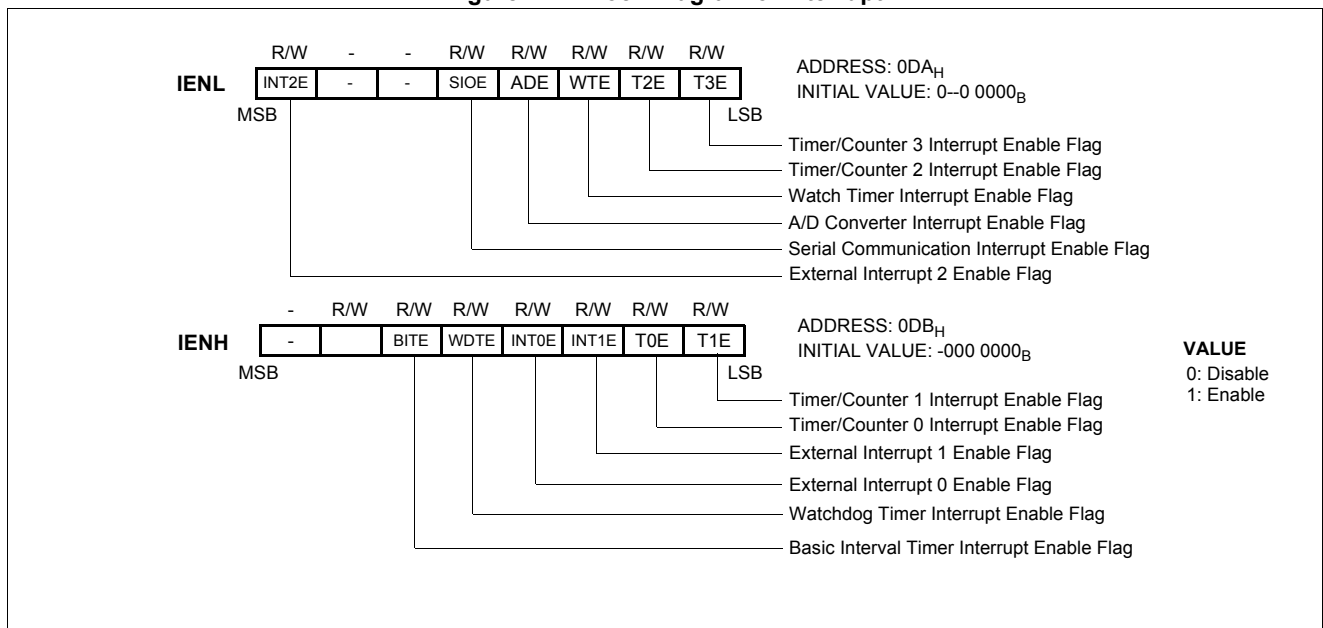 R/W - - R/W R/W R/W R/W R/W
IENL INT2E - - SIOE ADE WTE T2E T3E
ADDRESS: 0DAH
INITIAL VALUE: 0--0 0000B
MSB LSB
Timer/Counter 3 Interrupt Enable Flag
Timer/Counter 2 Interrupt Enable Flag
Watch Timer Interrupt Enable Flag
A/D Converter Interrupt Enable Flag
Serial Communication Interrupt Enable Flag
External Interrupt 2 Enable Flag
- R/W R/W R/W R/W R/W R/W R/W
IENH - BITE WDTE INT0E INT1E T0E T1E
ADDRESS: 0DBH
INITIAL VALUE: -000 0000B
MSB LSB
VALUE
0: Disable
1: Enable
Timer/Counter 1 Interrupt Enable Flag
Timer/Counter 0 Interrupt Enable Flag
External Interrupt 1 Enable Flag
External Interrupt 0 Enable Flag
Watchdog Timer Interrupt Enable Flag
Basic Interval Timer Interrupt Enable Flag